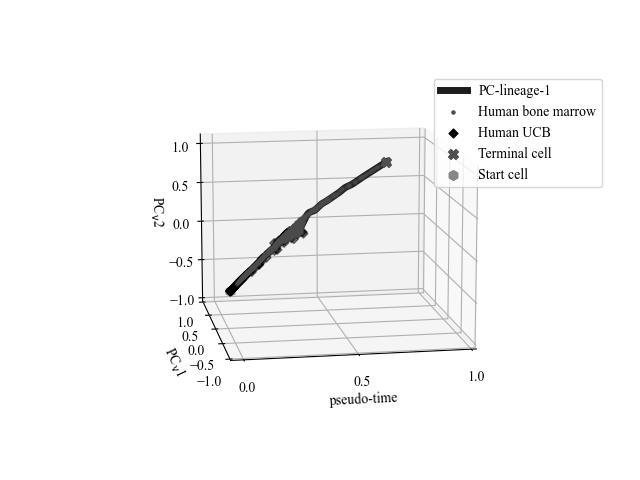 PC-lineage-1
Human bone marrow
Human UCB
Terminal cell
Start cell
1.0
0.5
0.0
−0.5
−1.0
PCv2
1.0
0.5
0.0
−0.5
−1.0
PCv1
0.0
0.5
1.0
pseudo-time